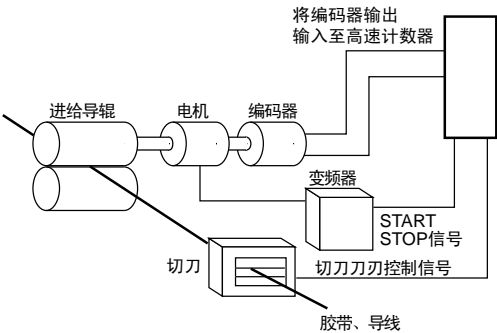 将编码器输出
输入至高速计数器
进给导辊
电机
编码器
变频器
START
STOP信号
切刀
切刀刀刃控制信号
胶带、导线